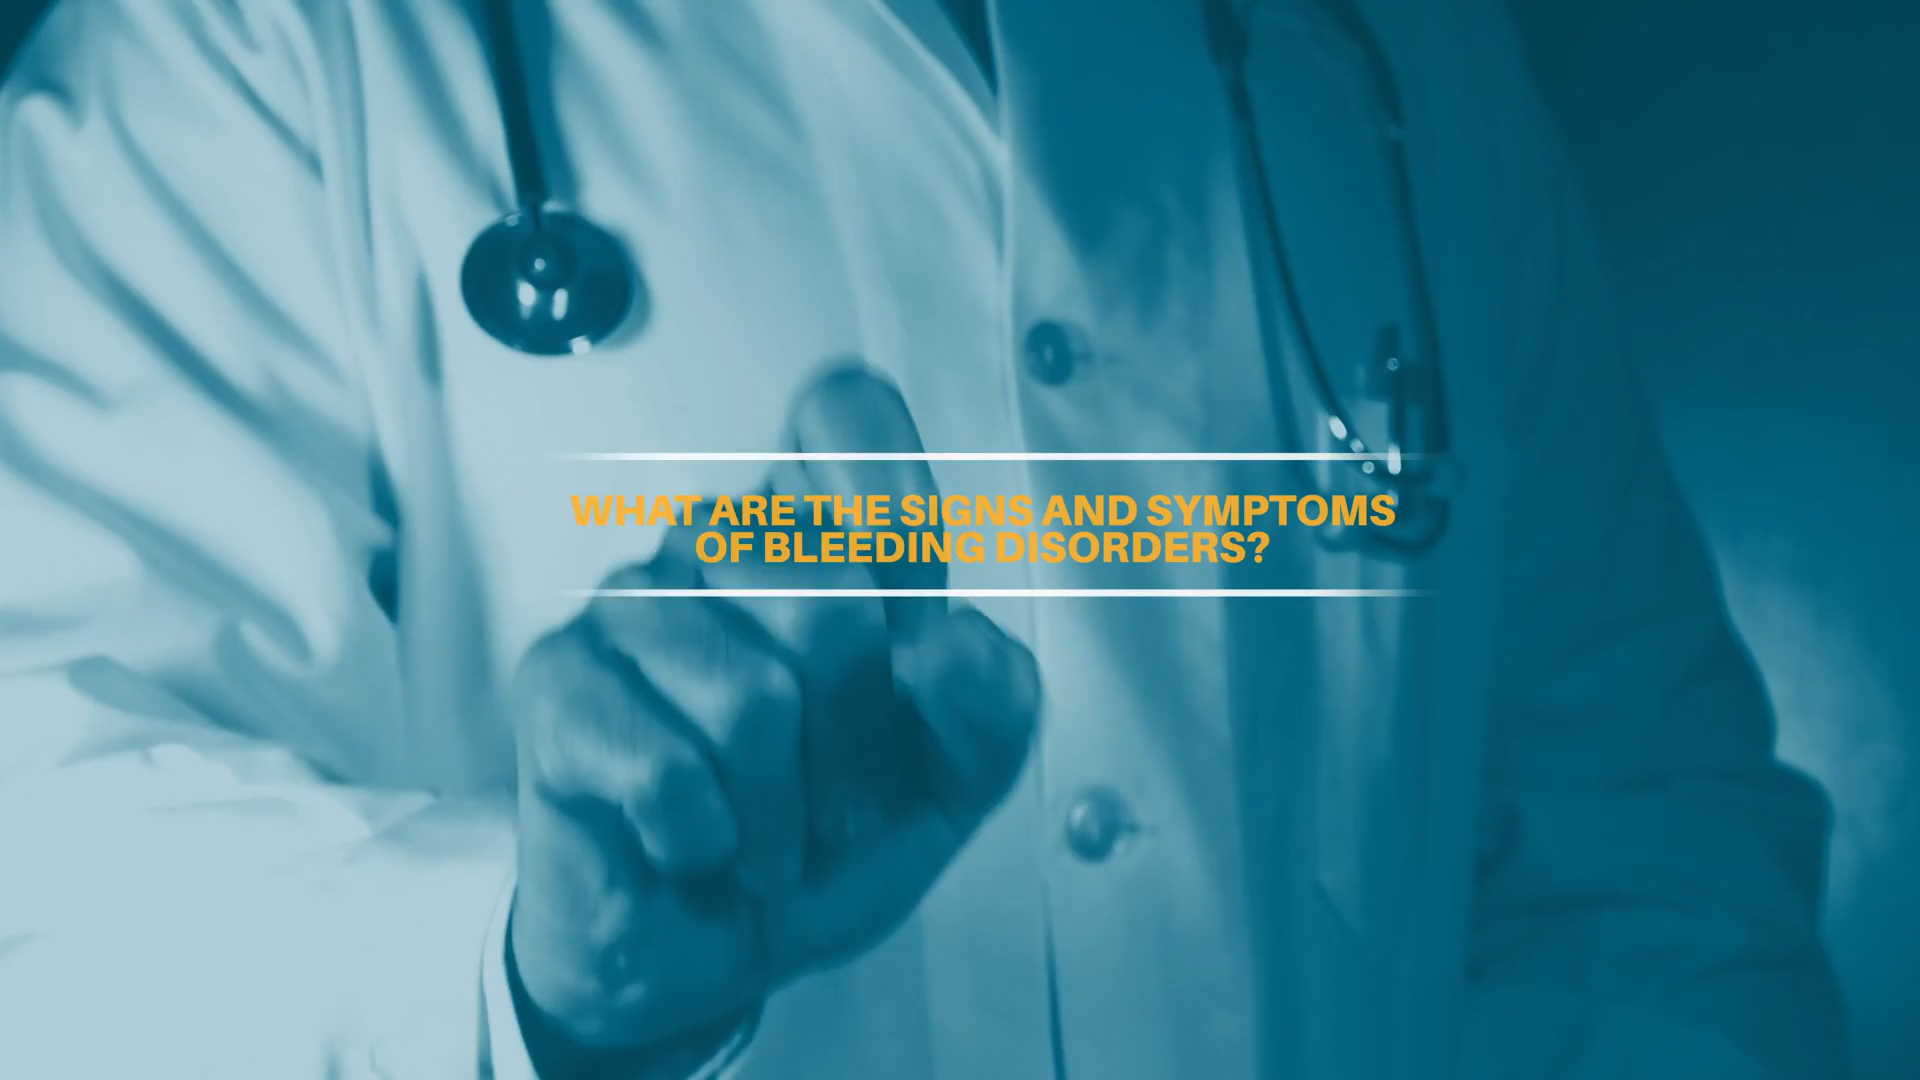 WHAT ARE THE SIGNS AND SYMPTOMS
OF BLEEDING DISORDERS?